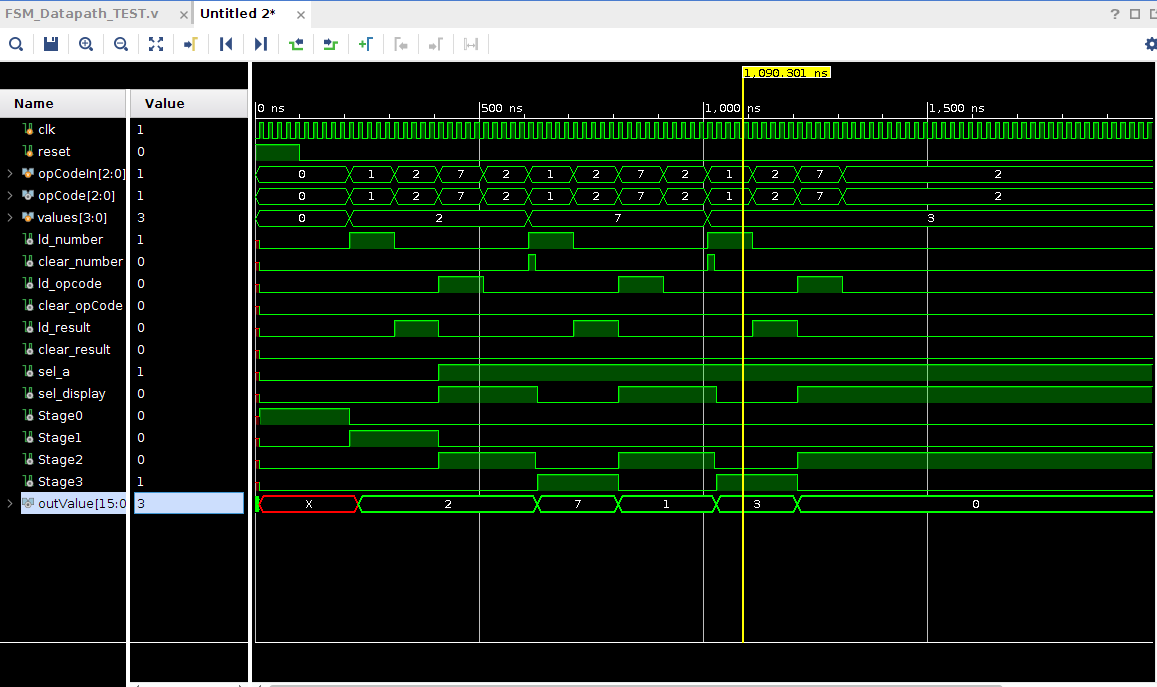 FSM_Datapath_TEST.v × Untitled 2* ×
?
1,090.301 ns
Name Value
0 ns 500 ns 1,000 ns 1,500 ns
clk 1
reset 0
opCodeIn[2:0] 1 0 1 2 7 2 1 2 7 2 1 2 7 2
opCode[2:0] 1 0 1 2 7 2 1 2 7 2 1 2 7 2
values[3:0] 3 0 2 7 3
ld_number 1
clear_number 0
ld_opcode 0
clear_opCode 0
ld_result 0
clear_result 0
sel_a 1
sel_display 0
Stage0 0
Stage1 0
Stage2 0
Stage3 1
outValue[15:0 3 X 2 7 1 3 0